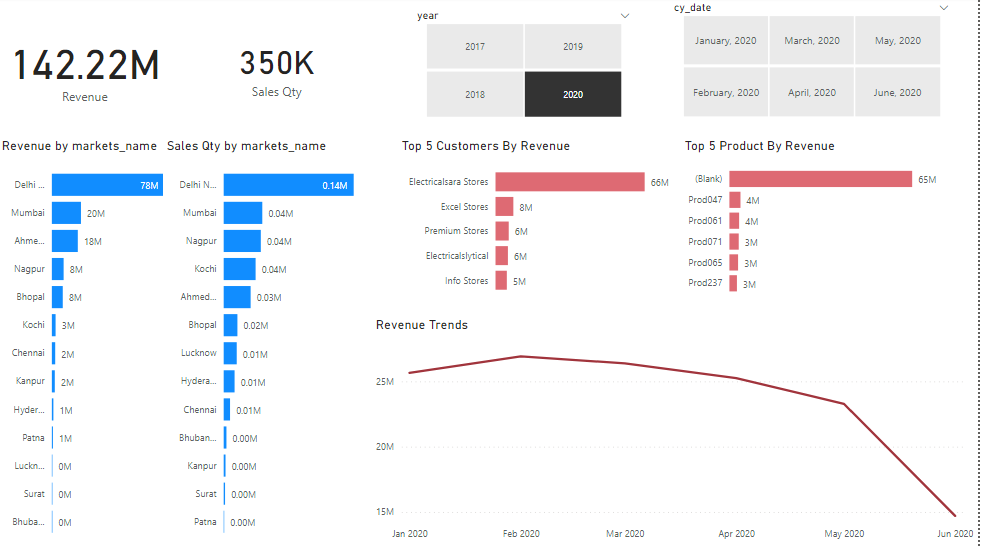 year
cy_date
2017
2019
2018
2020
January, 2020
March, 2020
May, 2020
February, 2020
April, 2020
June, 2020
142.22M
Revenue
350K
Sales Qty
Revenue by markets_name
Delhi ...
78M
Mumbai
20M
Ahme...
18M
Nagpur
8M
Bhopal
8M
Kochi
3M
Chennai
2M
Kanpur
2M
Hyder...
1M
Patna
1M
Luckn...
0M
Surat
0M
Bhuba...
0M
Sales Qty by markets_name
Delhi N...
0.14M
Mumbai
0.04M
Nagpur
0.04M
Kochi
0.04M
Ahmed...
0.03M
Bhopal
0.02M
Lucknow
0.01M
Hydera...
0.01M
Chennai
0.01M
Bhuban...
0.00M
Kanpur
0.00M
Surat
0.00M
Patna
0.00M
Top 5 Customers By Revenue
Electricalsara Stores
66M
Excel Stores
8M
Premium Stores
6M
Electricalslytical
6M
Info Stores
5M
Top 5 Product By Revenue
(Blank)
65M
Prod047
4M
Prod061
4M
Prod071
3M
Prod065
3M
Prod237
3M
Revenue Trends
25M
20M
15M
Jan 2020
Feb 2020
Mar 2020
Apr 2020
May 2020
Jun 2020